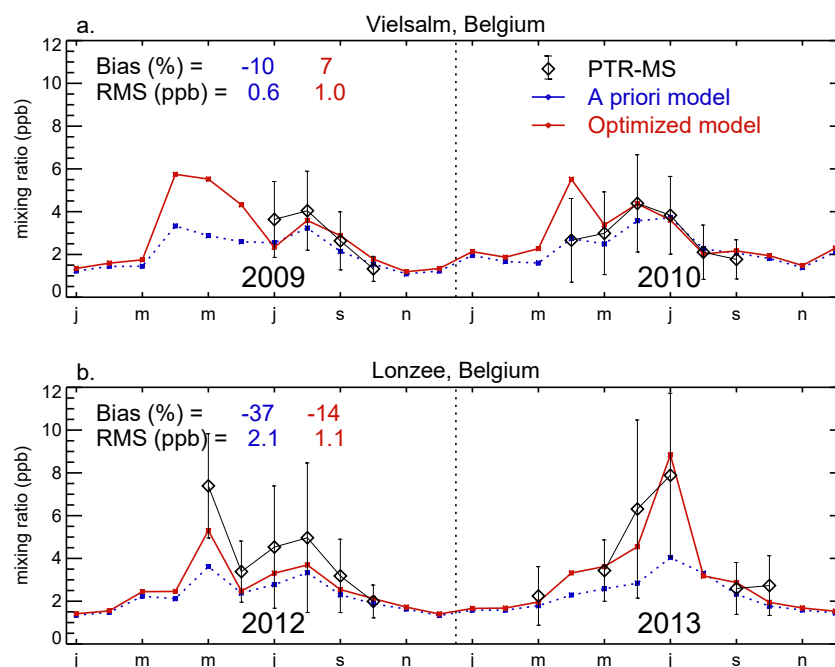 a.
Vielsalm, Belgium
12
10
8
6
4
2
0
mixing ratio (ppb)
Bias (%) = -10 7
RMS (ppb) = 0.6 1.0
PTR-MS
A priori model
Optimized model
2009 2010
j m m j s n j m m j s n
b.
Lonzee, Belgium
12
10
8
6
4
2
0
mixing ratio (ppb)
Bias (%) = -37 -14
RMS (ppb) = 2.1 1.1
2012 2013
j m m j s n j m m j s n